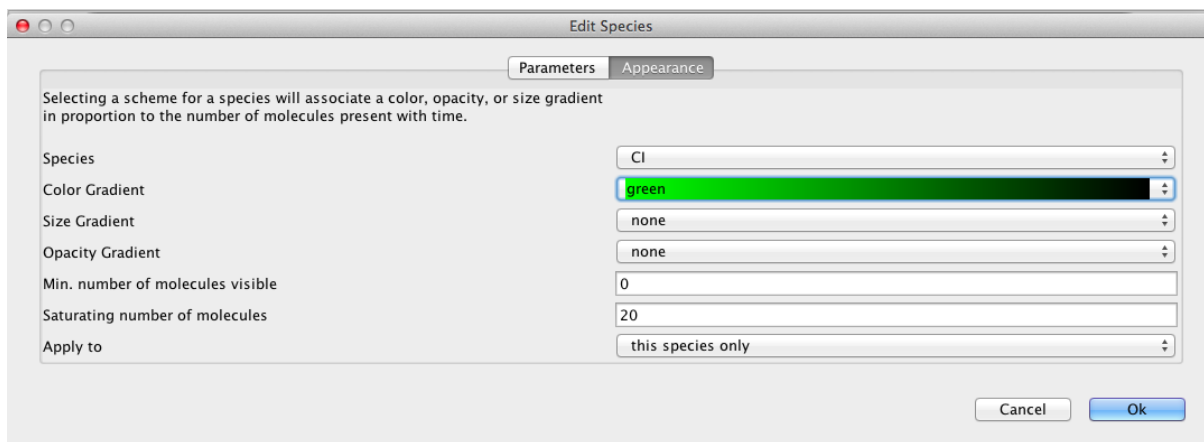 Edit Species
Parameters Appearance
Selecting a scheme for a species will associate a color, opacity, or size gradient
in proportion to the number of molecules present with time.
Species CI
Color Gradient green
Size Gradient none
Opacity Gradient none
Min. number of molecules visible 0
Saturating number of molecules 20
Apply to this species only
Cancel Ok